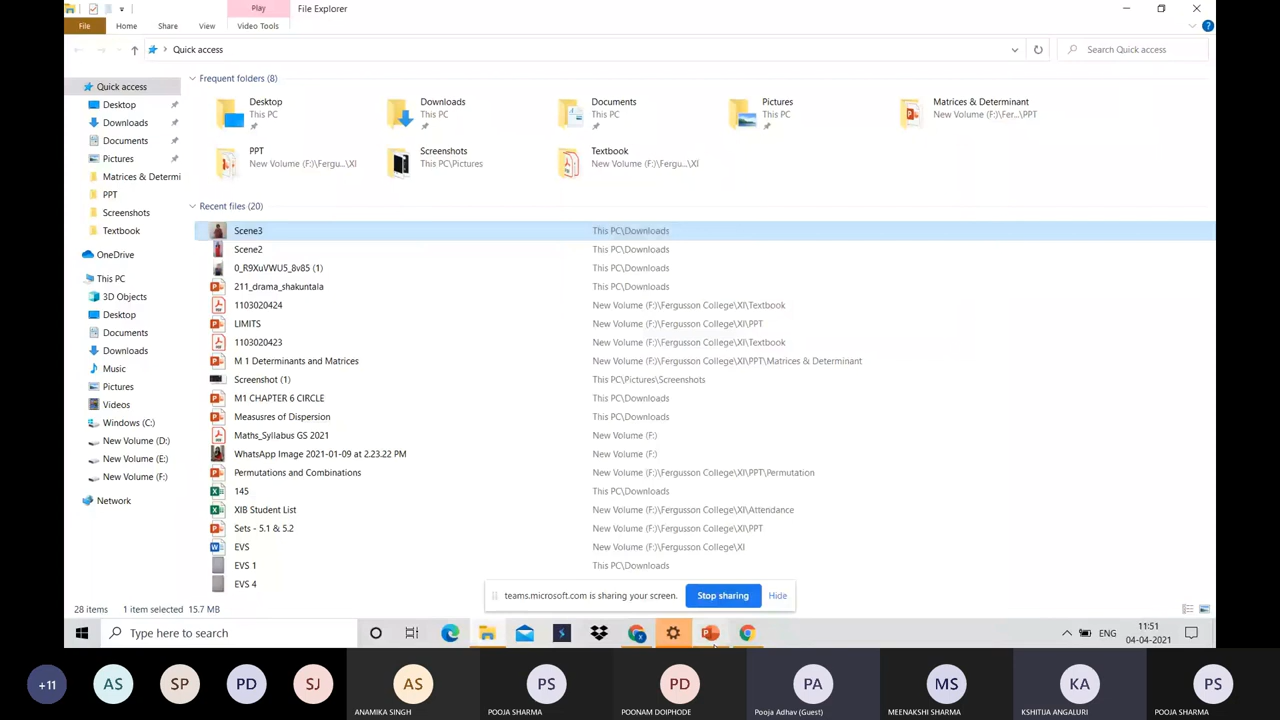 Play
File Explorer
File
Home
Share
View
Video Tools
Quick access
Search Quick access
Quick access
Desktop
Downloads
Documents
Pictures
Matrices & Determi
PPT
Screenshots
Textbook
OneDrive
This PC
3D Objects
Desktop
Documents
Downloads
Music
Pictures
Videos
Windows (C:)
New Volume (D:)
New Volume (E:)
New Volume (F:)
Network
Frequent folders (8)
Desktop
This PC
Downloads
This PC
Documents
This PC
Pictures
This PC
Matrices & Determinant
New Volume (F:)\Fer...\PPT
PPT
New Volume (F:)\Fergu...\XI
Screenshots
This PC\Pictures
Textbook
New Volume (F:)\Fergu...\XI
Recent files (20)
Scene3 This PC\Downloads
Scene2 This PC\Downloads
0_R9XuVWU5_8v85 (1) This PC\Downloads
211_drama_shakuntala This PC\Downloads
1103020424 New Volume (F:)\Fergusson College\XI\Textbook
LIMITS New Volume (F:)\Fergusson College\XI\PPT
1103020423 New Volume (F:)\Fergusson College\XI\Textbook
M 1 Determinants and Matrices New Volume (F:)\Fergusson College\XI\PPT\Matrices & Determinant
Screenshot (1) This PC\Pictures\Screenshots
M1 CHAPTER 6 CIRCLE This PC\Downloads
Measusres of Dispersion This PC\Downloads
Maths_Syllabus GS 2021 New Volume (F:)
WhatsApp Image 2021-01-09 at 2.23.22 PM New Volume (F:)
Permutations and Combinations New Volume (F:)\Fergusson College\XI\PPT\Permutation
145 This PC\Downloads
XIB Student List New Volume (F:)\Fergusson College\XI\Attendance
Sets - 5.1 & 5.2 New Volume (F:)\Fergusson College\XI\PPT
EVS New Volume (F:)\Fergusson College\XI
EVS 1 This PC\Downloads
EVS 4
teams.microsoft.com is sharing your screen.
Stop sharing
Hide
28 items 1 item selected 15.7 MB
Type here to search
ENG
11:51
04-04-2021
+11
AS
SP
PD
SJ
AS
ANAMIKA SINGH
PS
POOJA SHARMA
PD
POONAM DOIPHODE
PA
Pooja Adhav (Guest)
MS
MEENAKSHI SHARMA
KA
KSHITIJA ANGALURI
PS
POOJA SHARMA